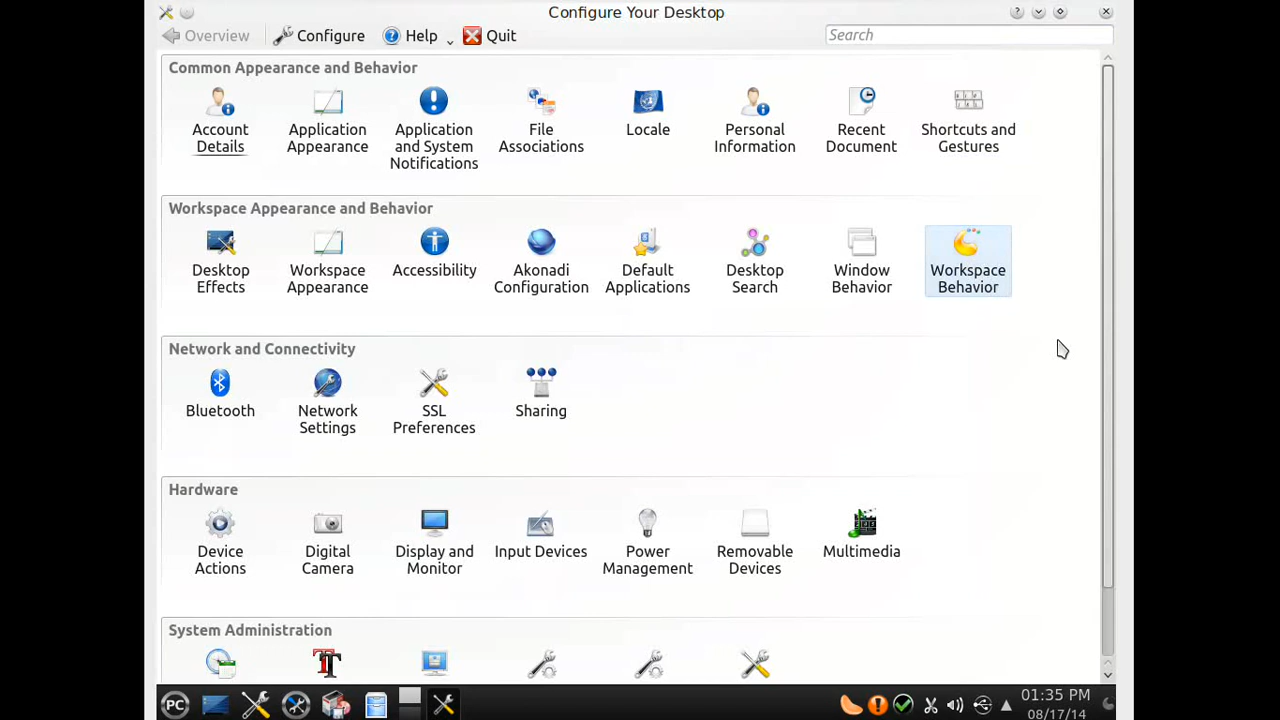 Configure Your Desktop
Overview Configure Help Quit Search
Common Appearance and Behavior
Account Details
Application Appearance
Application and System Notifications
File Associations
Locale
Personal Information
Recent Document
Shortcuts and Gestures
Workspace Appearance and Behavior
Desktop Effects
Workspace Appearance
Accessibility
Akonadi Configuration
Default Applications
Desktop Search
Window Behavior
Workspace Behavior
Network and Connectivity
Bluetooth
Network Settings
SSL Preferences
Sharing
Hardware
Device Actions
Digital Camera
Display and Monitor
Input Devices
Power Management
Removable Devices
Multimedia
System Administration
PC
01:35 PM
08/17/14